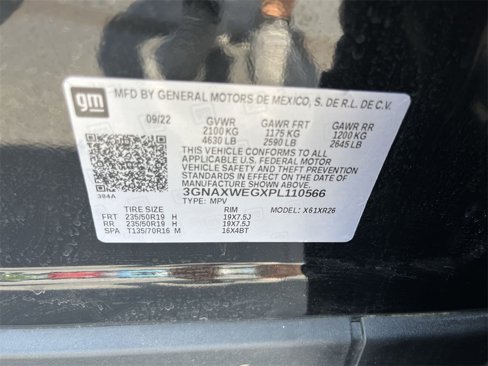 gm MFD BY GENERAL MOTORS DE MEXICO, S. DE R.L. DE C.V.
09/22 GVWR GAWR FRT GAWR RR
2100 KG 1175 KG 1200 KG
4630 LB 2590 LB 2645 LB
THIS VEHICLE CONFORMS TO ALL
APPLICABLE U.S. FEDERAL MOTOR
VEHICLE SAFETY AND THEFT
PREVENTION STANDARDS IN EFFECT ON THE DATE
OF MANUFACTURE SHOWN ABOVE.
384A 3GNAXWEGXPL110566
TYPE: MPV MODEL: X61XR26
TIRE SIZE RIM
FRT 235/50R19 H 19X7.5J
RR 235/50R19 H 19X7.5J
SPA T135/70R16 M 16X4BT